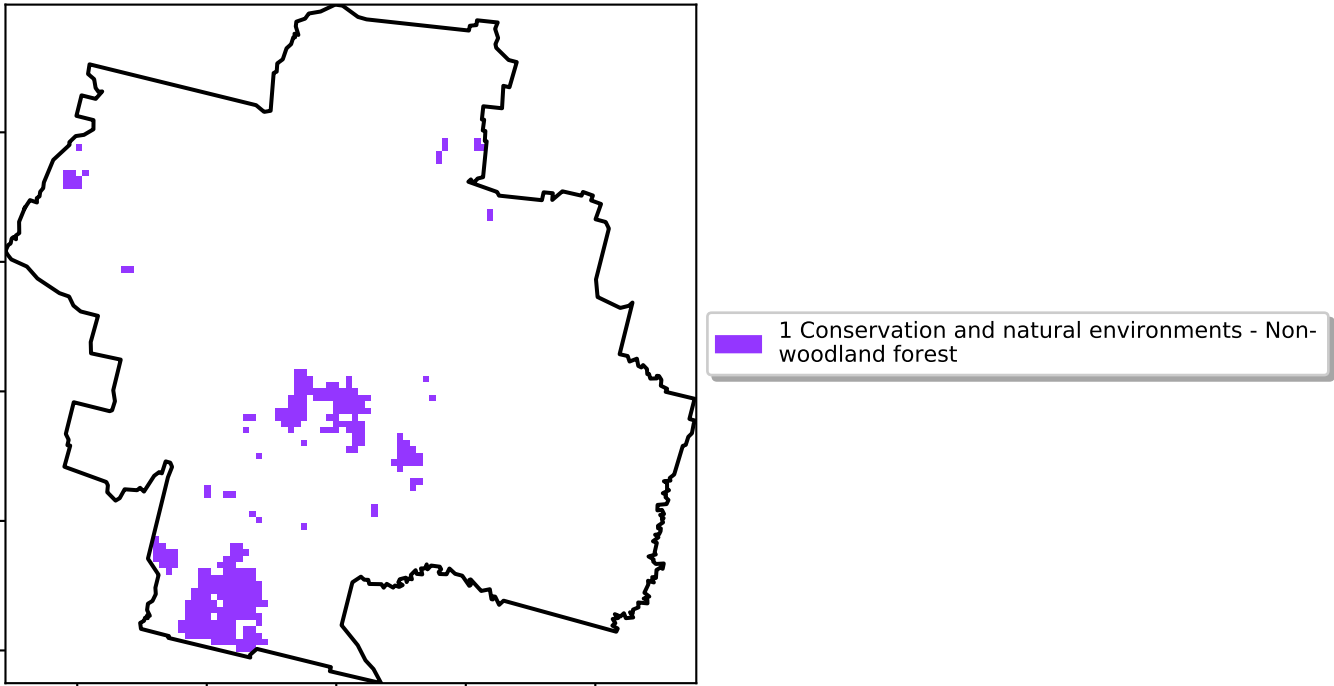 1 Conservation and natural environments - Non-
woodland forest